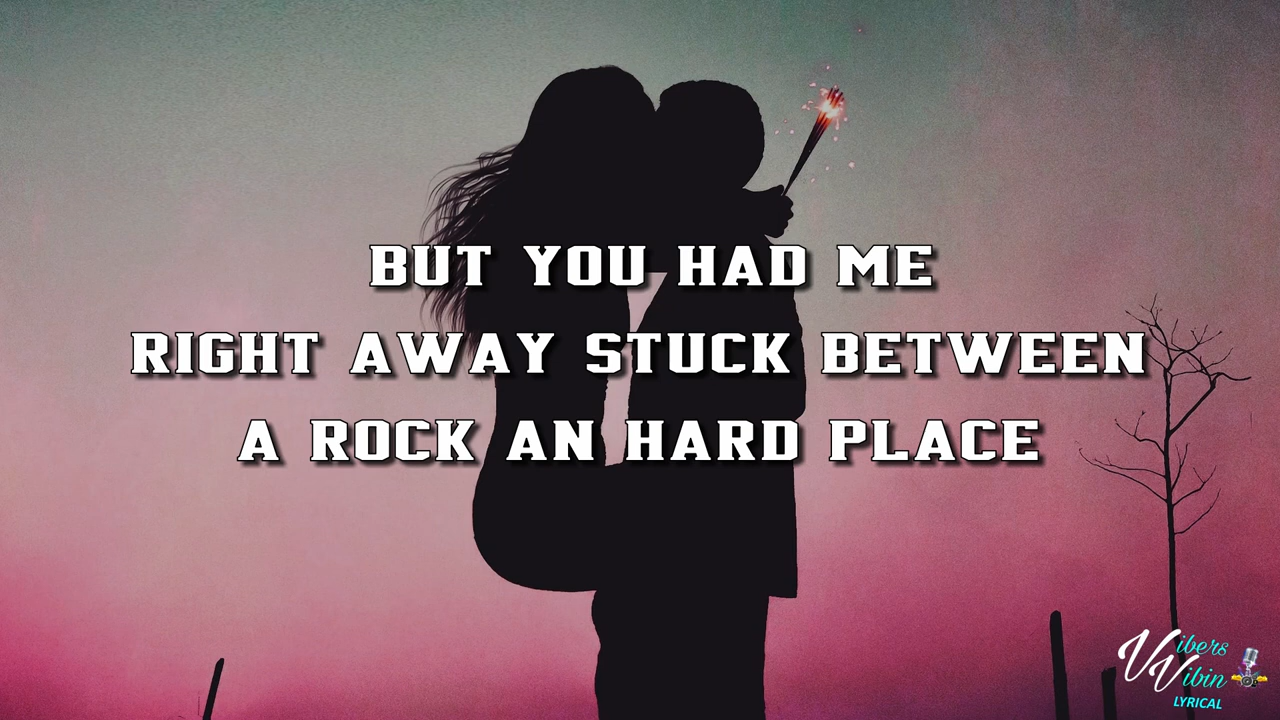 BUT YOU HAD ME
RIGHT AWAY STUCK BETWEEN
A ROCK AN HARD PLACE
Vibers
Vibin
LYRICAL